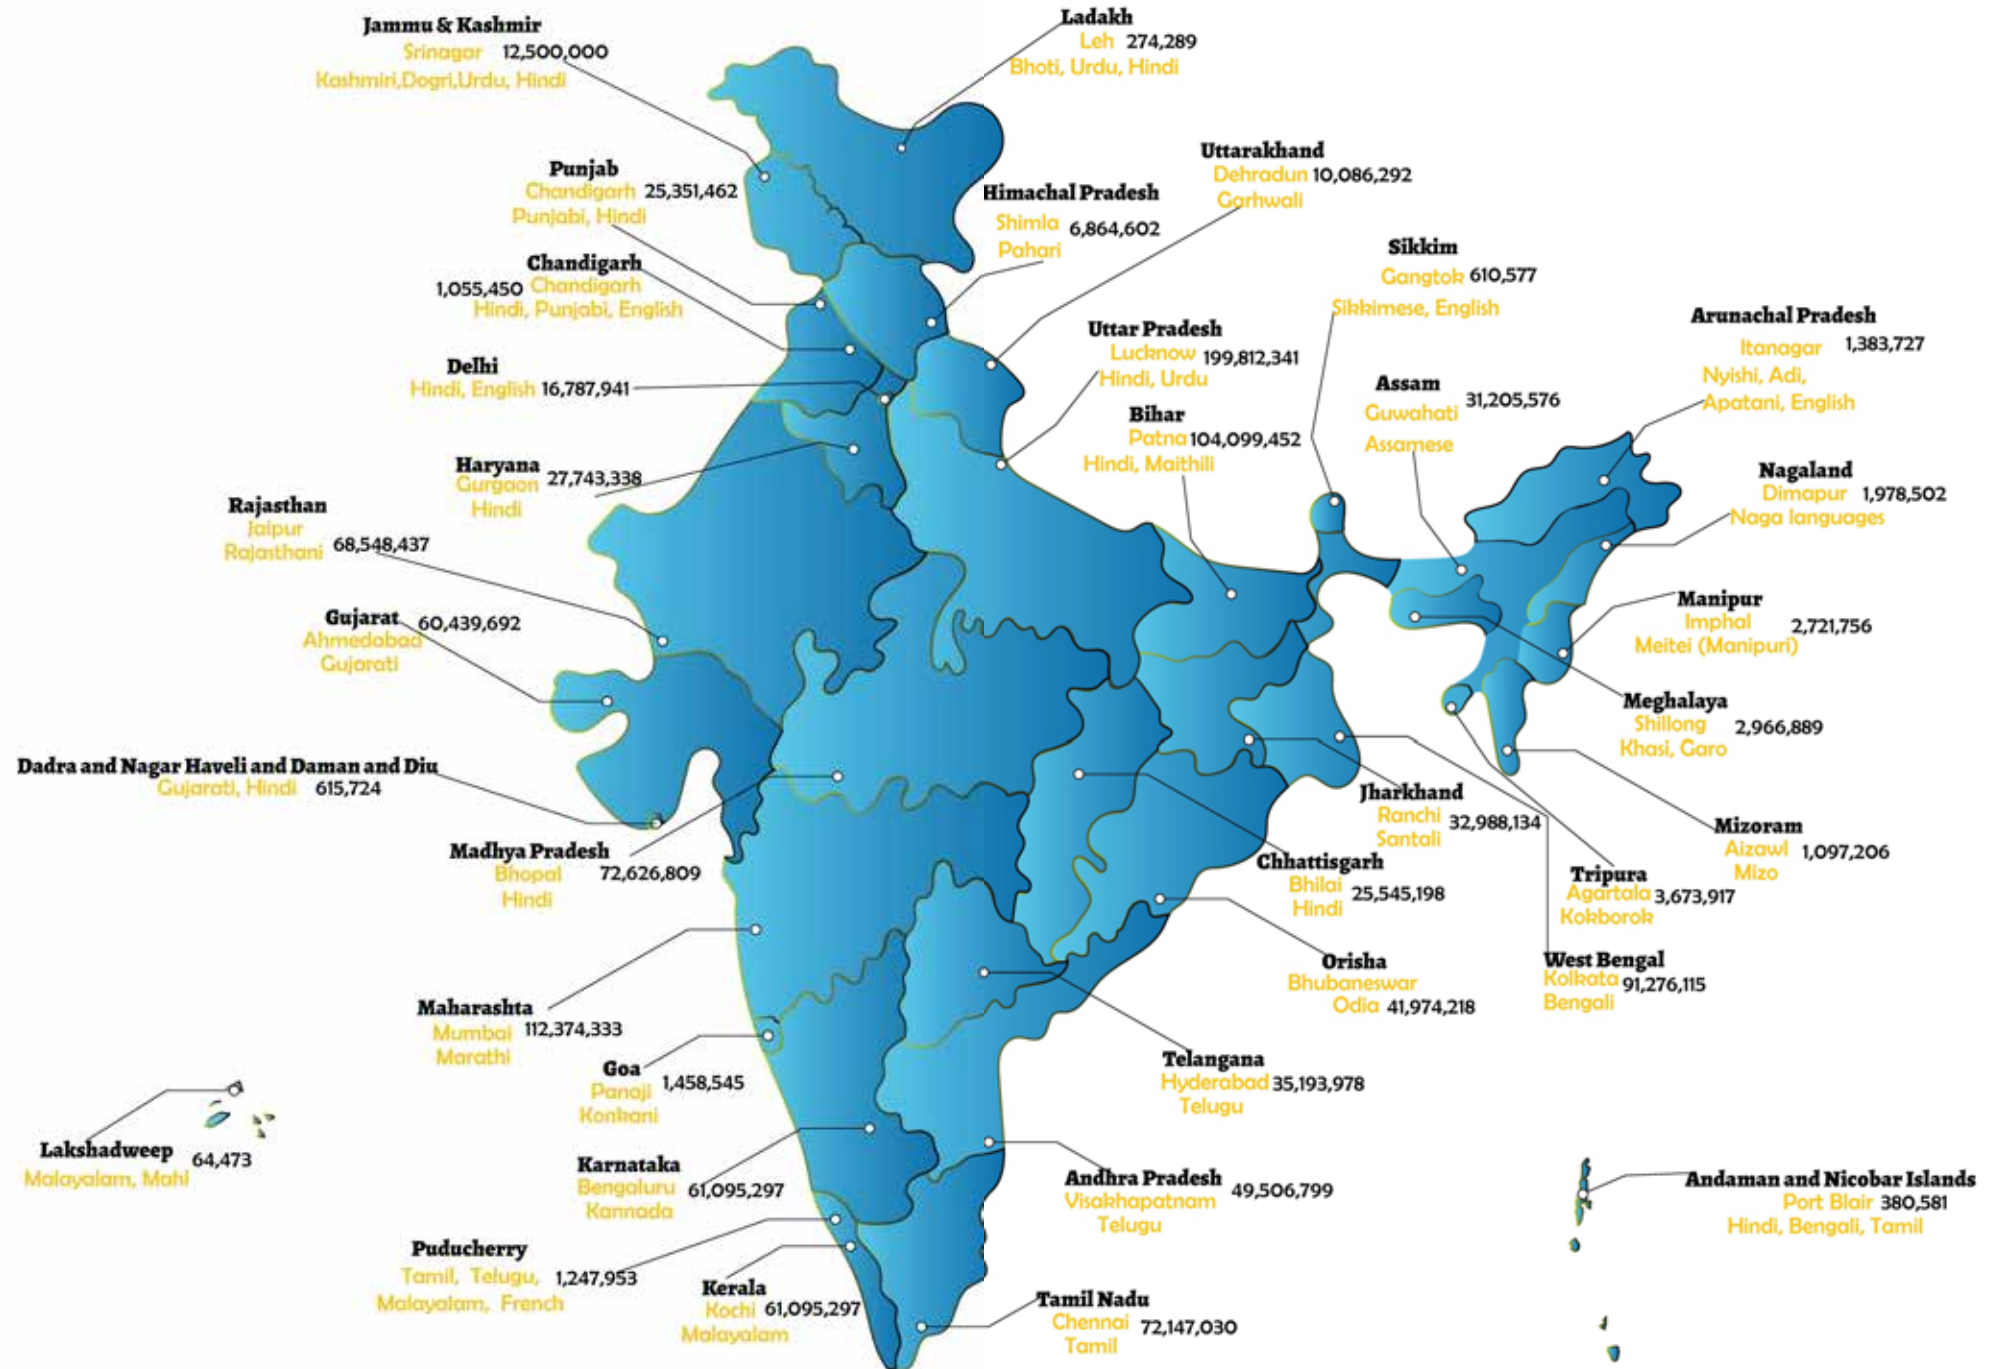 Jammu & Kashmir
Srinagar 12,500,000
Kashmiri,Dogri,Urdu, Hindi
Ladakh
Leh 274,289
Bhoti, Urdu, Hindi
Punjab
Chandigarh 25,351,462
Punjabi, Hindi
Himachal Pradesh
Shimla 6,864,602
Pahari
Uttarakhand
Dehradun 10,086,292
Garhwali
Chandigarh
1,055,450 Chandigarh
Hindi, Punjabi, English
Sikkim
Gangtok 610,577
Sikkimese, English
Arunachal Pradesh
Itanagar 1,383,727
Nyishi, Adi,
Apatani, English
Uttar Pradesh
Lucknow 199,812,341
Hindi, Urdu
Delhi
Hindi, English 16,787,941
Assam
Guwahati 31,205,576
Assamese
Bihar
Patna 104,099,452
Hindi, Maithili
Haryana
Gurgaon 27,743,338
Hindi
Nagaland
Dimapur 1,978,502
Naga languages
Rajasthan
Jaipur
Rajasthani 68,548,437
Gujarat 60,439,692
Ahmedabad
Gujarati
Manipur
Imphal 2,721,756
Meitei (Manipuri)
Meghalaya
Shillong 2,966,889
Khasi, Garo
Dadra and Nagar Haveli and Daman and Diu
Gujarati, Hindi 615,724
Jharkhand
Ranchi 32,988,134
Santali
Mizoram
Aizawl 1,097,206
Mizo
Madhya Pradesh
Bhopal 72,626,809
Hindi
Chhattisgarh
Bhilai 25,545,198
Hindi
Tripura
Agartala 3,673,917
Kokborok
Orisha
Bhubaneswar
Odia 41,974,218
West Bengal
Kolkata 91,276,115
Bengali
Maharashta
Mumbai 112,374,333
Marathi
Goa
Panaji 1,458,545
Konkani
Telangana
Hyderabad 35,193,978
Telugu
Lakshadweep 64,473
Malayalam, Mahl
Karnataka
Bengaluru 61,095,297
Kannada
Andhra Pradesh
Visakhapatnam 49,506,799
Telugu
Andaman and Nicobar Islands
Port Blair 380,581
Hindi, Bengali, Tamil
Puducherry
Tamil, Telugu, 1,247,953
Malayalam, French
Kerala
Kochi 61,095,297
Malayalam
Tamil Nadu
Chennai 72,147,030
Tamil